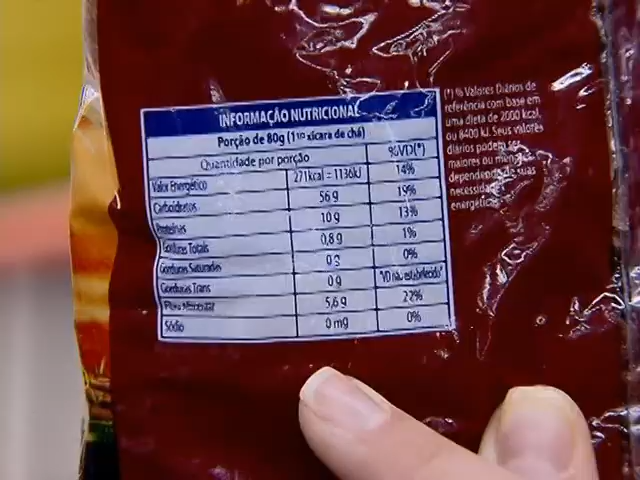 INFORMAÇÃO NUTRICIONAL
Porção de 80g (1 xícara de chá)
Quantidade por porção %VD(*)
Valor Energético 271kcal = 1136kJ 14%
Carboidratos 56 g 19%
Proteínas 10 g 13%
Gorduras Totais 0,8 g 1%
Gorduras Saturadas 0 g 0%
Gorduras Trans 0 g "VD não estabelecido"
Fibra Alimentar 5,6 g 22%
Sódio 0 mg 0%
(*) % Valores Diários de
referência com base em
uma dieta de 2000 kcal,
ou 8400 kJ. Seus valores
diários podem ser
maiores ou menores
dependendo de suas
necessidades
energéticas